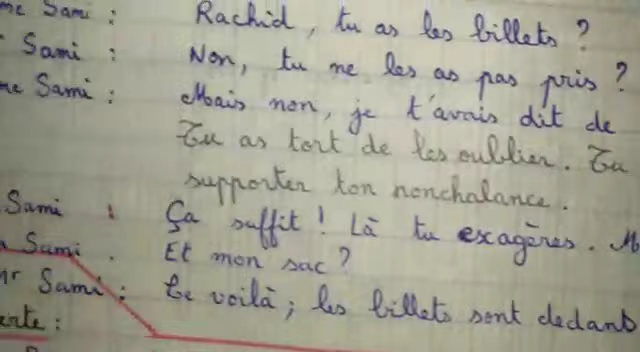 me Sami : Rachid, tu as les billets ?
Sami : Non, tu ne les as pas pris ?
me Sami : Mais non, je t'avais dit de
Tu as tort de les oublier. Tu
supporter ton nonchalance.
Sami : Ça suffit ! Là tu exagères. M
Sami . Et mon sac ?
mr Sami : Le voilà ; les billets sont dedans
erte :